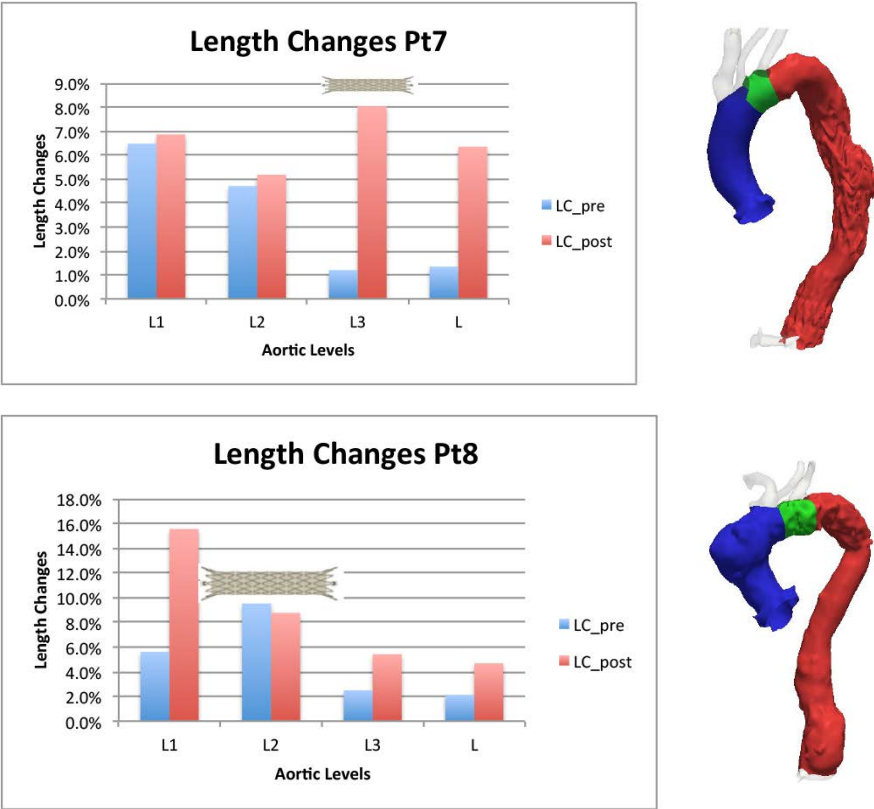 Length Changes Pt7
9.0%
8.0%
7.0%
6.0%
5.0%
4.0%
3.0%
2.0%
1.0%
0.0%
Length Changes
L1 L2 L3 L
Aortic Levels
LC_pre
LC_post
Length Changes Pt8
18.0%
16.0%
14.0%
12.0%
10.0%
8.0%
6.0%
4.0%
2.0%
0.0%
Length Changes
L1 L2 L3 L
Aortic Levels
LC_pre
LC_post